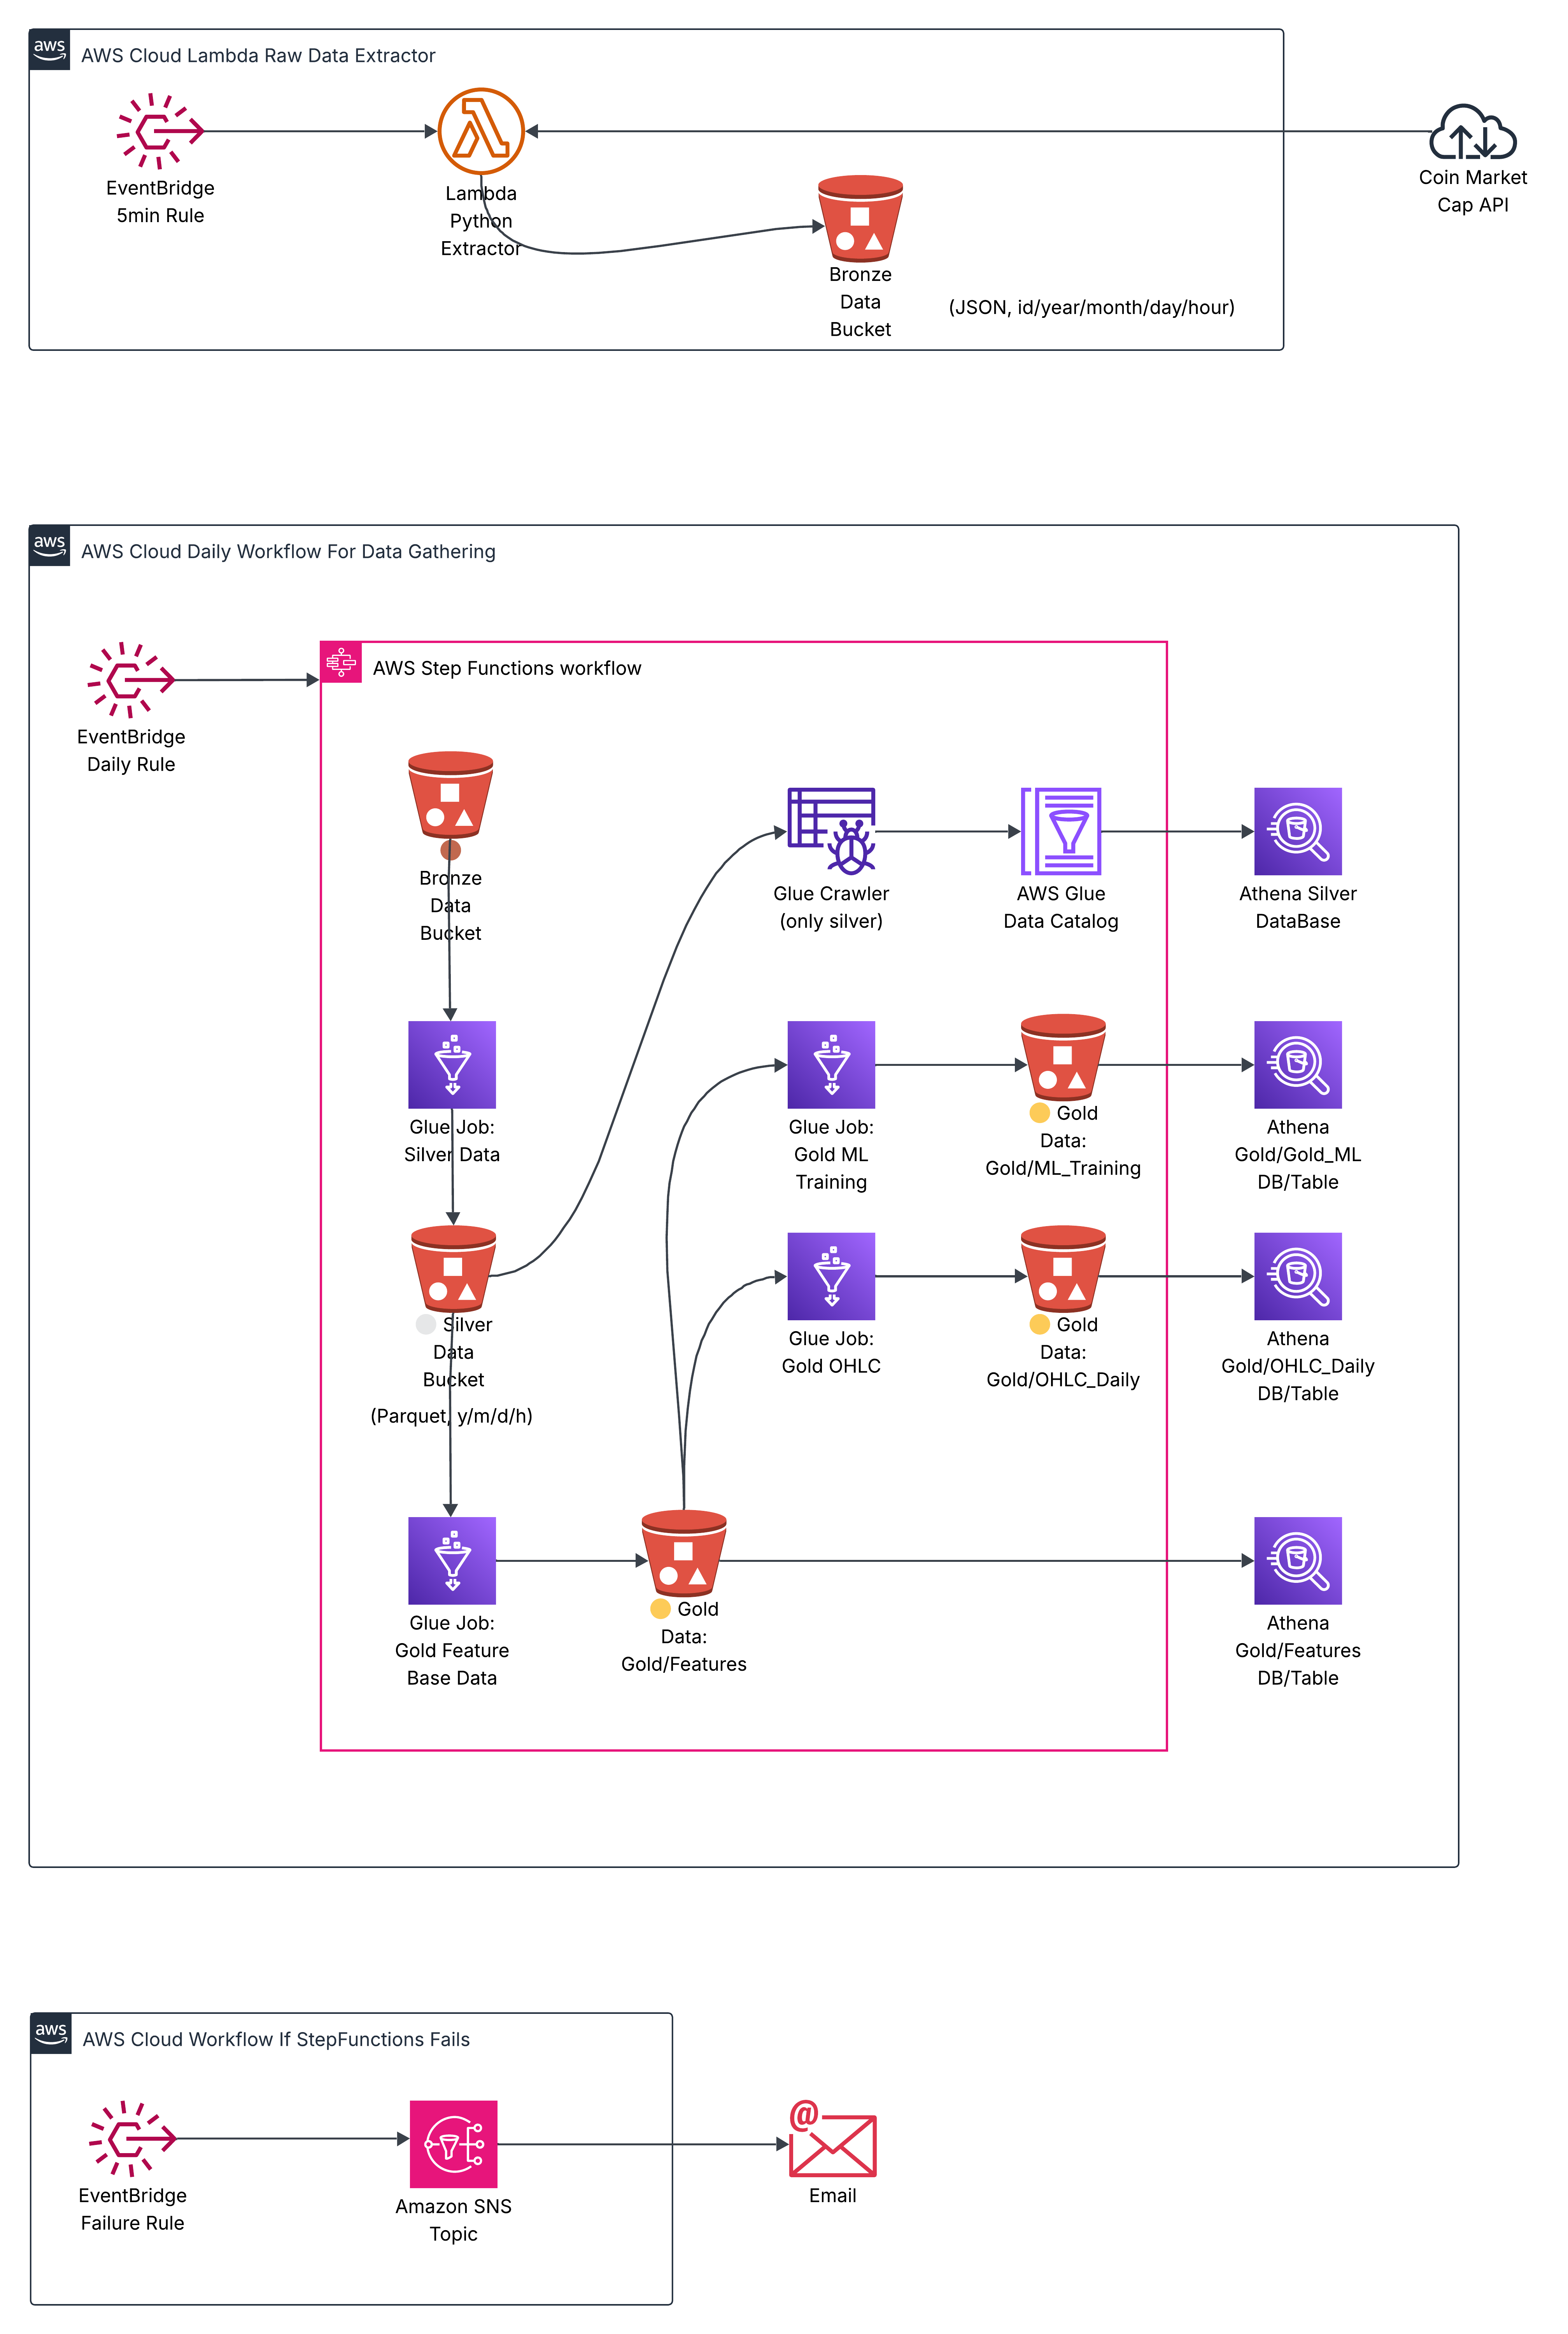 aws
AWS Cloud Lambda Raw Data Extractor
EventBridge
5min Rule
Lambda
Python
Extractor
Bronze
Data
Bucket
(JSON, id/year/month/day/hour)
Coin Market
Cap API
aws
AWS Cloud Daily Workflow For Data Gathering
EventBridge
Daily Rule
AWS Step Functions workflow
Bronze
Data
Bucket
Glue Crawler
(only silver)
AWS Glue
Data Catalog
Athena Silver
DataBase
Glue Job:
Silver Data
Glue Job:
Gold ML
Training
Gold
Data:
Gold/ML_Training
Athena
Gold/Gold_ML
DB/Table
Silver
Data
Bucket
(Parquet, y/m/d/h)
Glue Job:
Gold OHLC
Gold
Data:
Gold/OHLC_Daily
Athena
Gold/OHLC_Daily
DB/Table
Glue Job:
Gold Feature
Base Data
Gold
Data:
Gold/Features
Athena
Gold/Features
DB/Table
aws
AWS Cloud Workflow If StepFunctions Fails
EventBridge
Failure Rule
Amazon SNS
Topic
@
Email